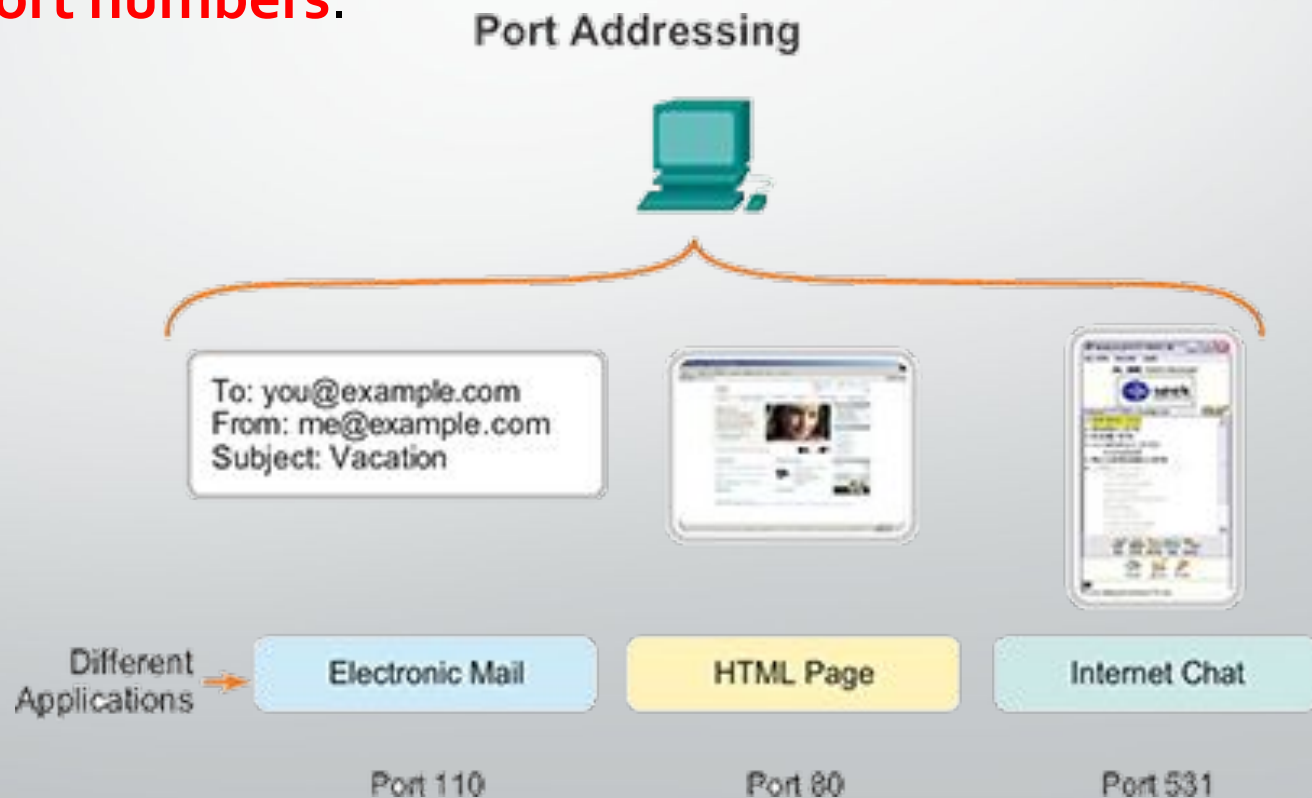 ort numbers.
Port Addressing
To: you@example.com
From: me@example.com
Subject: Vacation
Different
Applications
Electronic Mail
HTML Page
Internet Chat
Port 110
Port 80
Port 531